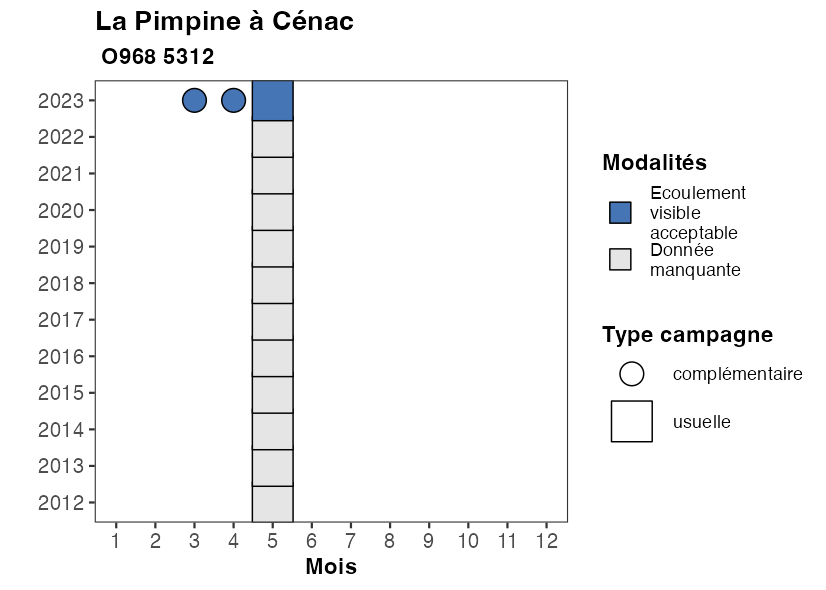 La Pimpine à Cénac
O968 5312
2023
2022
2021
2020
2019
2018
2017
2016
2015
2014
2013
2012
1 2 3 4 5 6 7 8 9 10 11 12
Mois
Modalités
Ecoulement
visible
acceptable
Donnée
manquante
Type campagne
complémentaire
usuelle